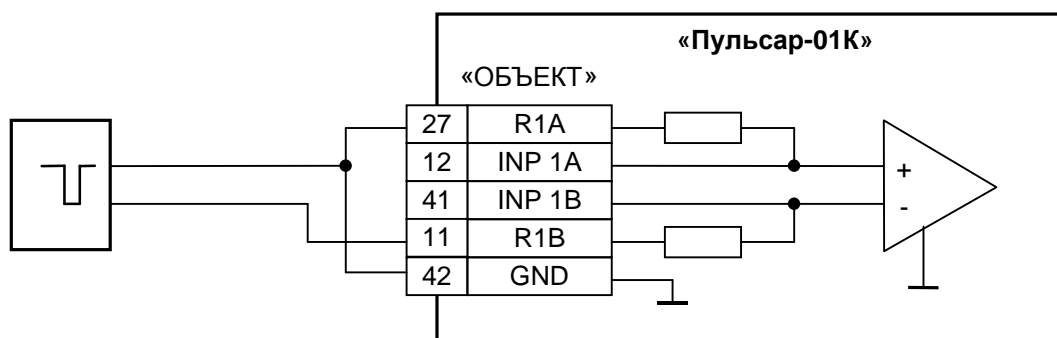 «Пульсар-01К»
«ОБЪЕКТ»
27 R1A
12 INP 1A
41 INP 1B
11 R1B
42 GND
+
-